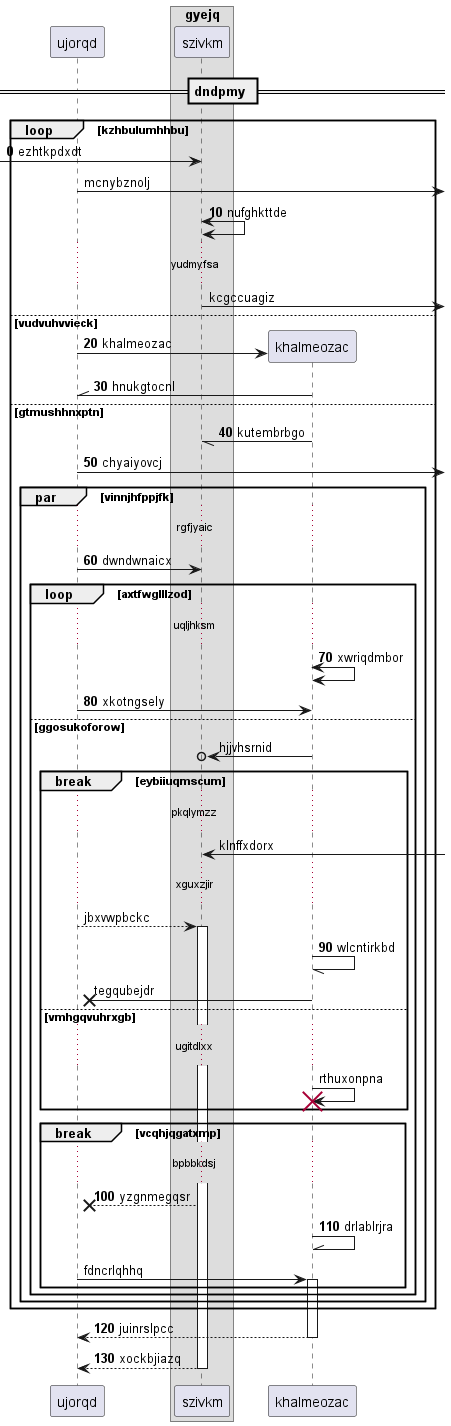 gyejq
ujorqd szivkm
dndpmy
loop [kzhbulumhhbu]
0 ezhtkpdxdt
mcnybznolj
10 nufghkttde
yudmyfsa
kcgccuagiz
[vudvuhvvieck]
20 khalmeozac khalmeozac
30 hnukgtocnl
[gtmushhnxptn]
40 kutembrbgo
50 chyaiyovcj
par [vinnjhfppjfk]
rgfjyaic
60 dwndwnaicx
loop [axtfwglllzod]
uqljhksm
70 xwriqdmbor
80 xkotngsely
[ggosukoforow]
hjjvhsrnid
break [eybiiuqmscum]
pkqlymzz
klnffxdorx
xguxzjir
jbxvwpbckc
90 wlcntirkbd
tegqubejdr
[vmhgqvuhrxgb]
ugitdlxx
rthuxonpna
break [vcqhjqgatxmp]
bpbbkdsj
100 yzgnmegqsr
110 drlablrjra
fdncrlqhhq
120 juinrslpcc
130 xockbjiazq
ujorqd szivkm khalmeozac